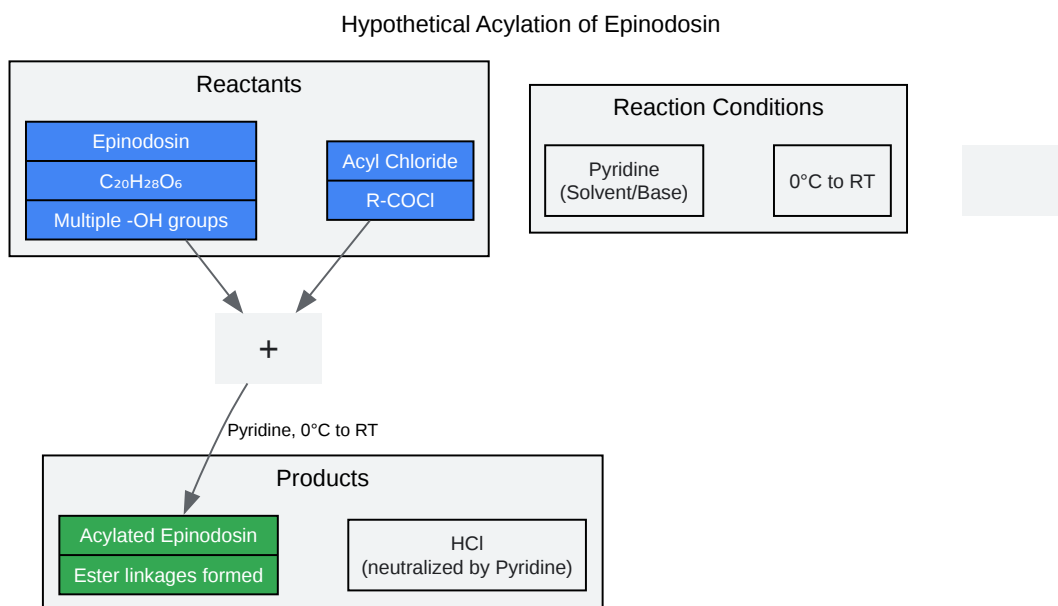 Hypothetical Acylation of Epinodosin
Reactants
Epinodosin
C₂₀H₂₈O₆
Multiple -OH groups
Acyl Chloride
R-COCl
Reaction Conditions
Pyridine
(Solvent/Base)
0°C to RT
+
Pyridine, 0°C to RT
Products
Acylated Epinodosin
Ester linkages formed
HCl
(neutralized by Pyridine)